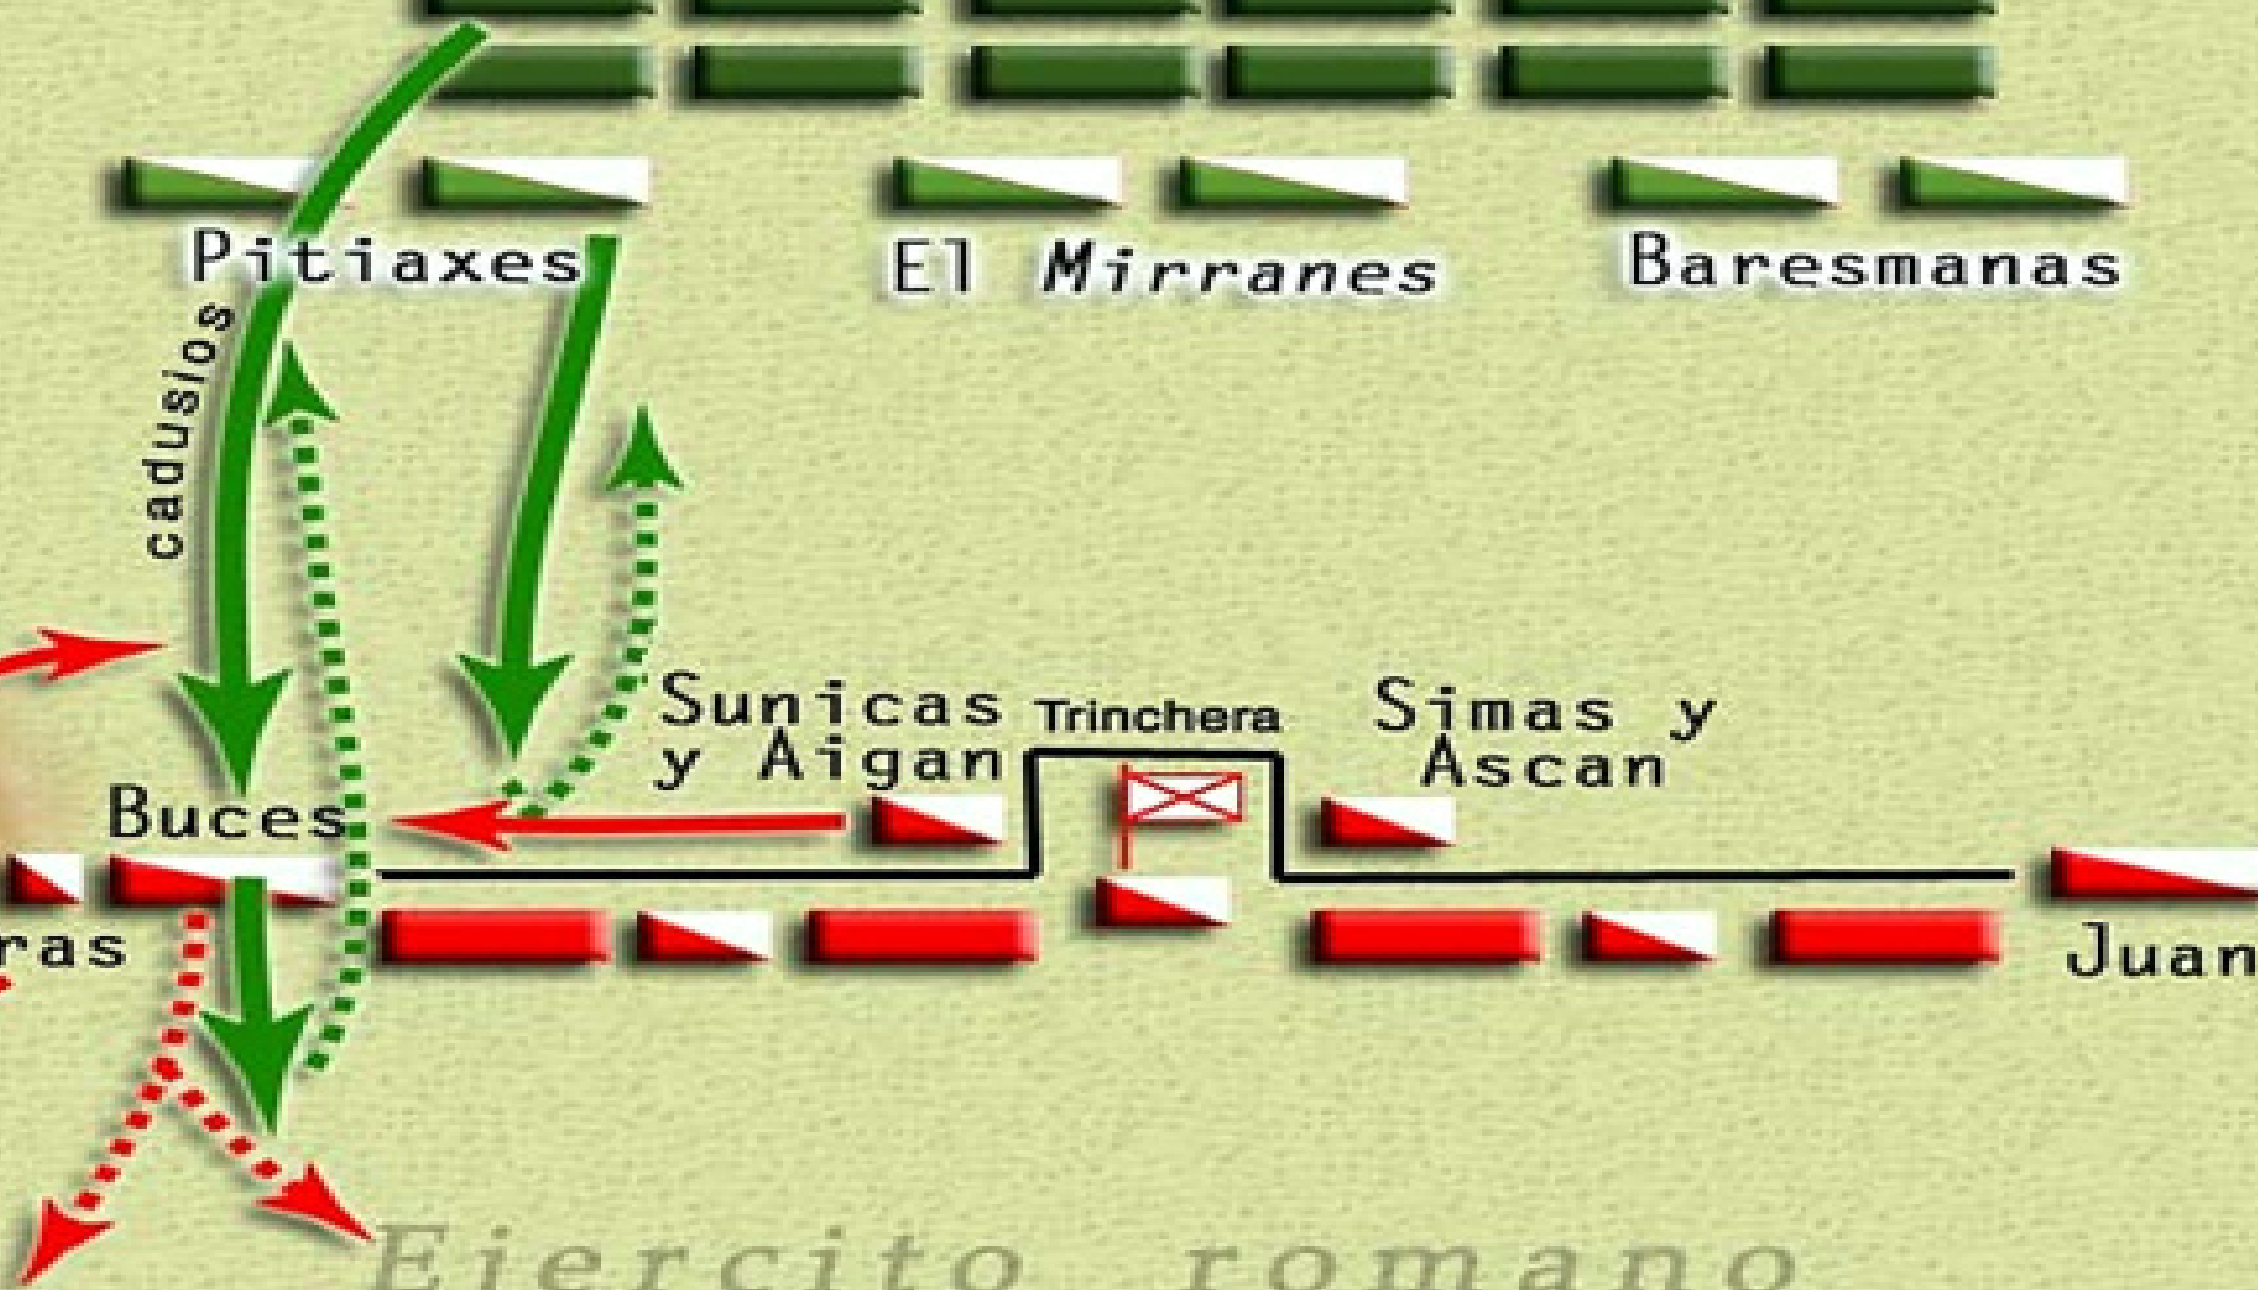 Pitiaxes
El Mirranes
Baresmanas
cadusios
Sunicas
y Aigan
Trinchera
Simas y
Ascan
Buces
ras
Juan
Ejercito romano